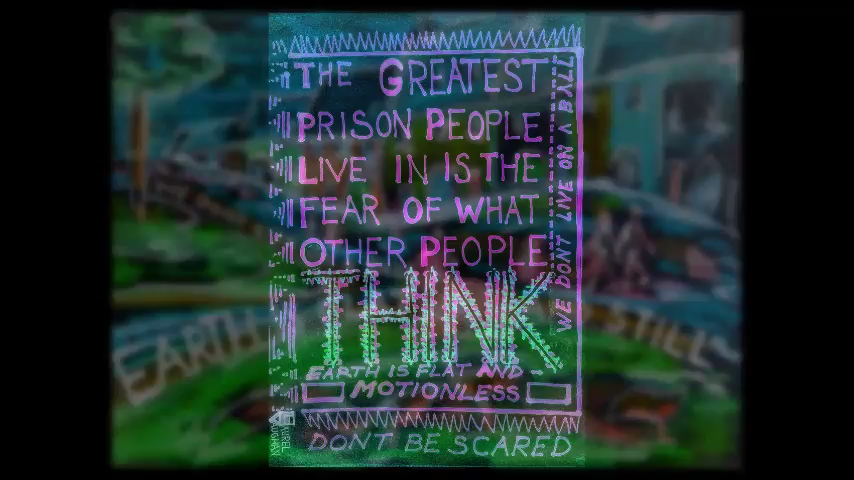 THE GREATEST
PRISON PEOPLE
LIVE IN IS THE
FEAR OF WHAT
OTHER PEOPLE
THINK
EARTH IS FLAT AND -
MOTIONLESS
DONT BE SCARED
WE DONT LIVE ON A BALL
EARTH
STILL